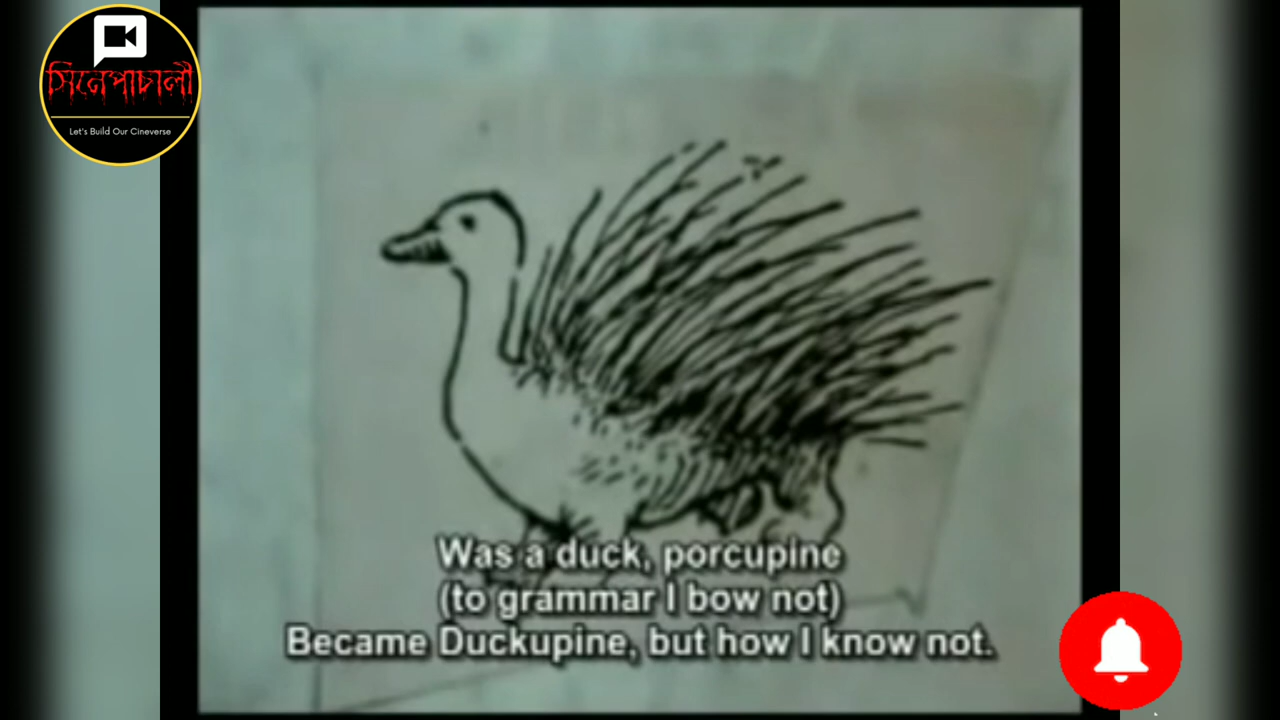 সিনেপাচালী
Let's Build Our Cineverse
Was a duck, porcupine
(to grammar I bow not)
Became Duckupine, but how I know not.